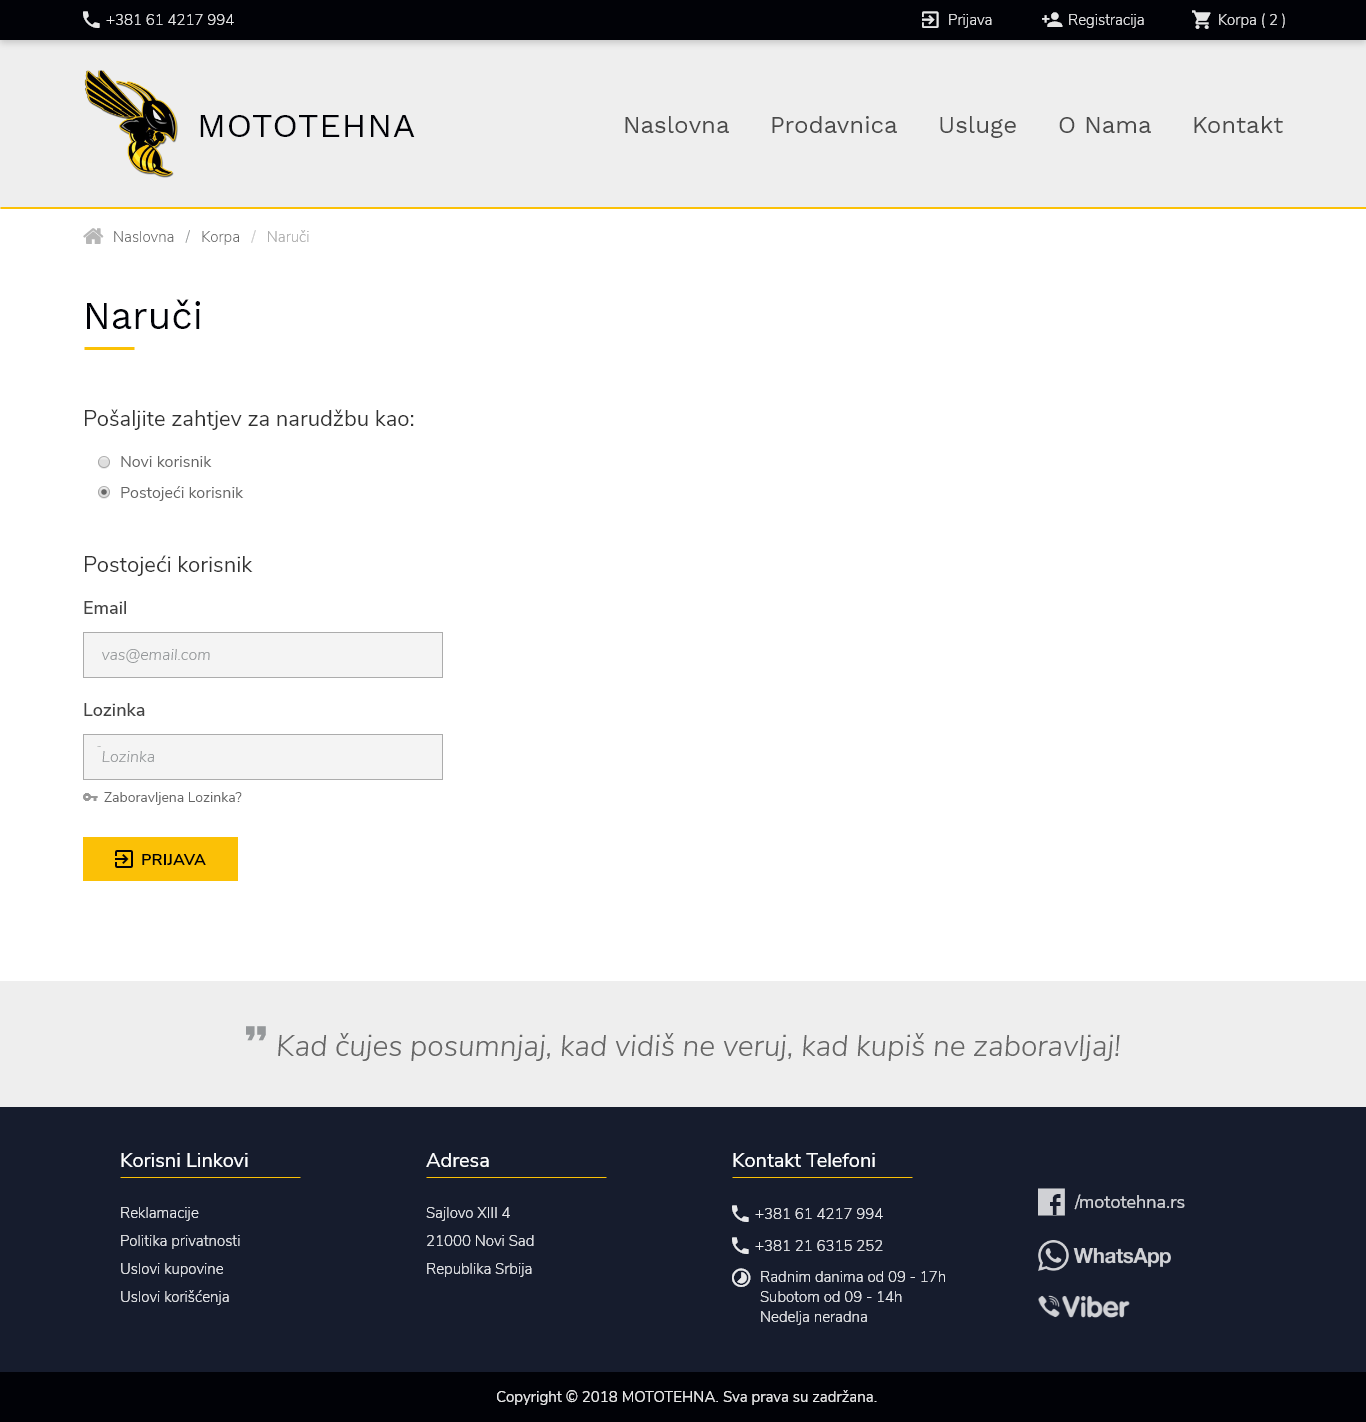 +381 61 4217 994
Prijava
Registracija
Korpa ( 2 )
MOTOTEHNA
Naslovna
Prodavnica
Usluge
O Nama
Kontakt
Naslovna / Korpa / Naruči
Naruči
Pošaljite zahtjev za narudžbu kao:
Novi korisnik
Postojeći korisnik
Postojeći korisnik
Email
vas@email.com
Lozinka
Lozinka
Zaboravljena Lozinka?
PRIJAVA
" Kad čujes posumnjaj, kad vidiš ne veruj, kad kupiš ne zaboravljaj!
Korisni Linkovi
Reklamacije
Politika privatnosti
Uslovi kupovine
Uslovi korišćenja
Adresa
Sajlovo XIII 4
21000 Novi Sad
Republika Srbija
Kontakt Telefoni
+381 61 4217 994
+381 21 6315 252
Radnim danima od 09 - 17h
Subotom od 09 - 14h
Nedelja neradna
/mototehna.rs
WhatsApp
Viber
Copyright © 2018 MOTOTEHNA. Sva prava su zadržana.